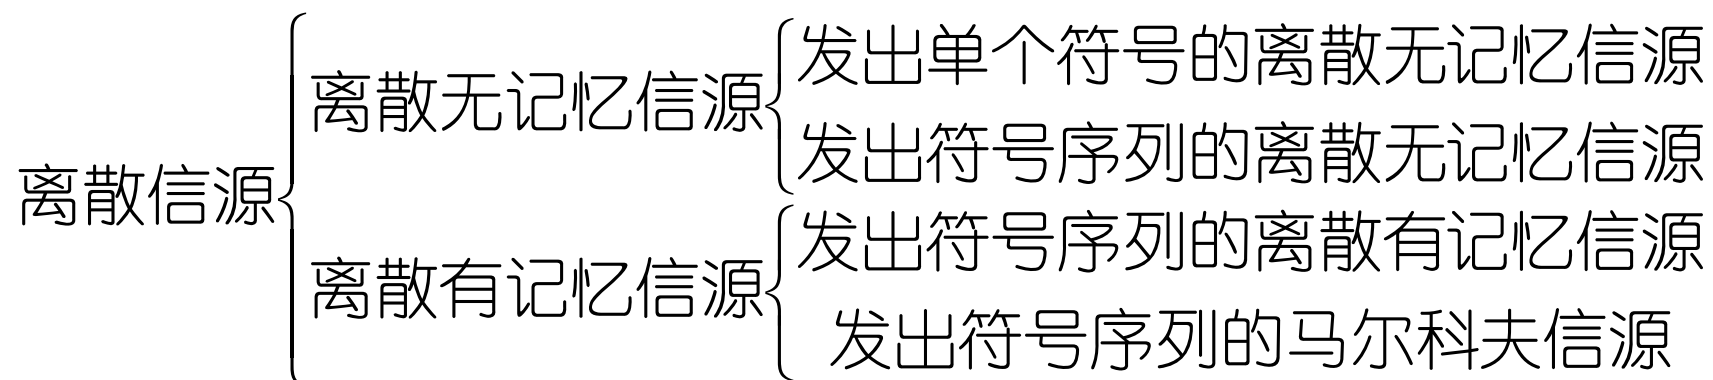 离散信源
离散无记忆信源
发出单个符号的离散无记忆信源
发出符号序列的离散无记忆信源
离散有记忆信源
发出符号序列的离散有记忆信源
发出符号序列的马尔科夫信源